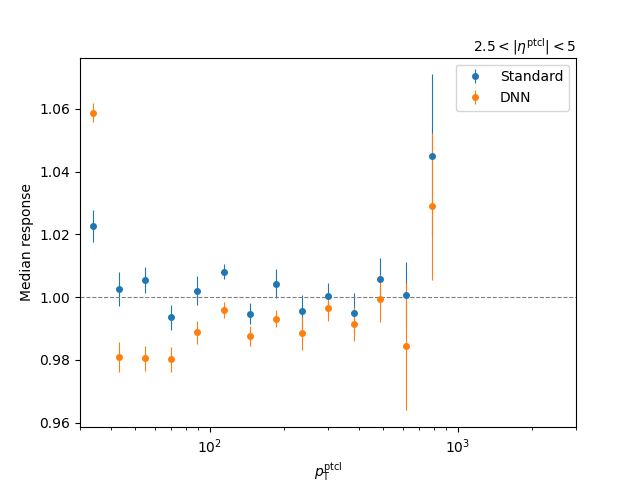 2.5 < |η^ptcl| < 5
Standard
DNN
Median response
1.06
1.04
1.02
1.00
0.98
0.96
10^2
10^3
p_T^ptcl